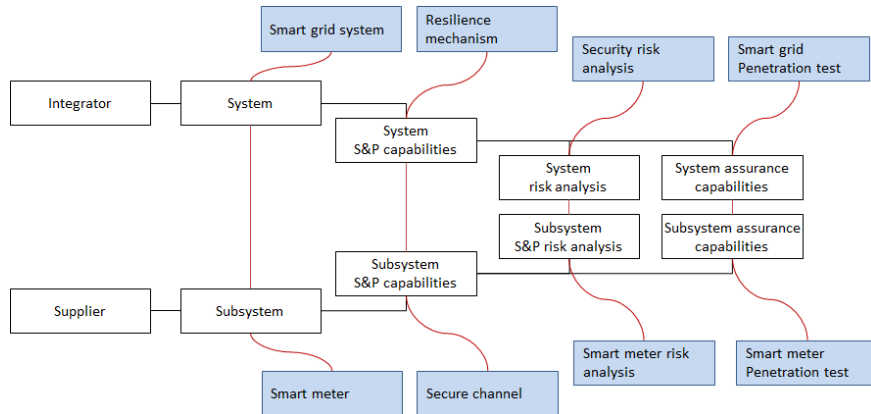 Smart grid system
Resilience
mechanism
Security risk
analysis
Smart grid
Penetration test
Integrator
System
System
S&P capabilities
System
risk analysis
System assurance
capabilities
Subsystem
S&P risk analysis
Subsystem assurance
capabilities
Subsystem
S&P capabilities
Supplier
Subsystem
Smart meter
Secure channel
Smart meter risk
analysis
Smart meter
Penetration test